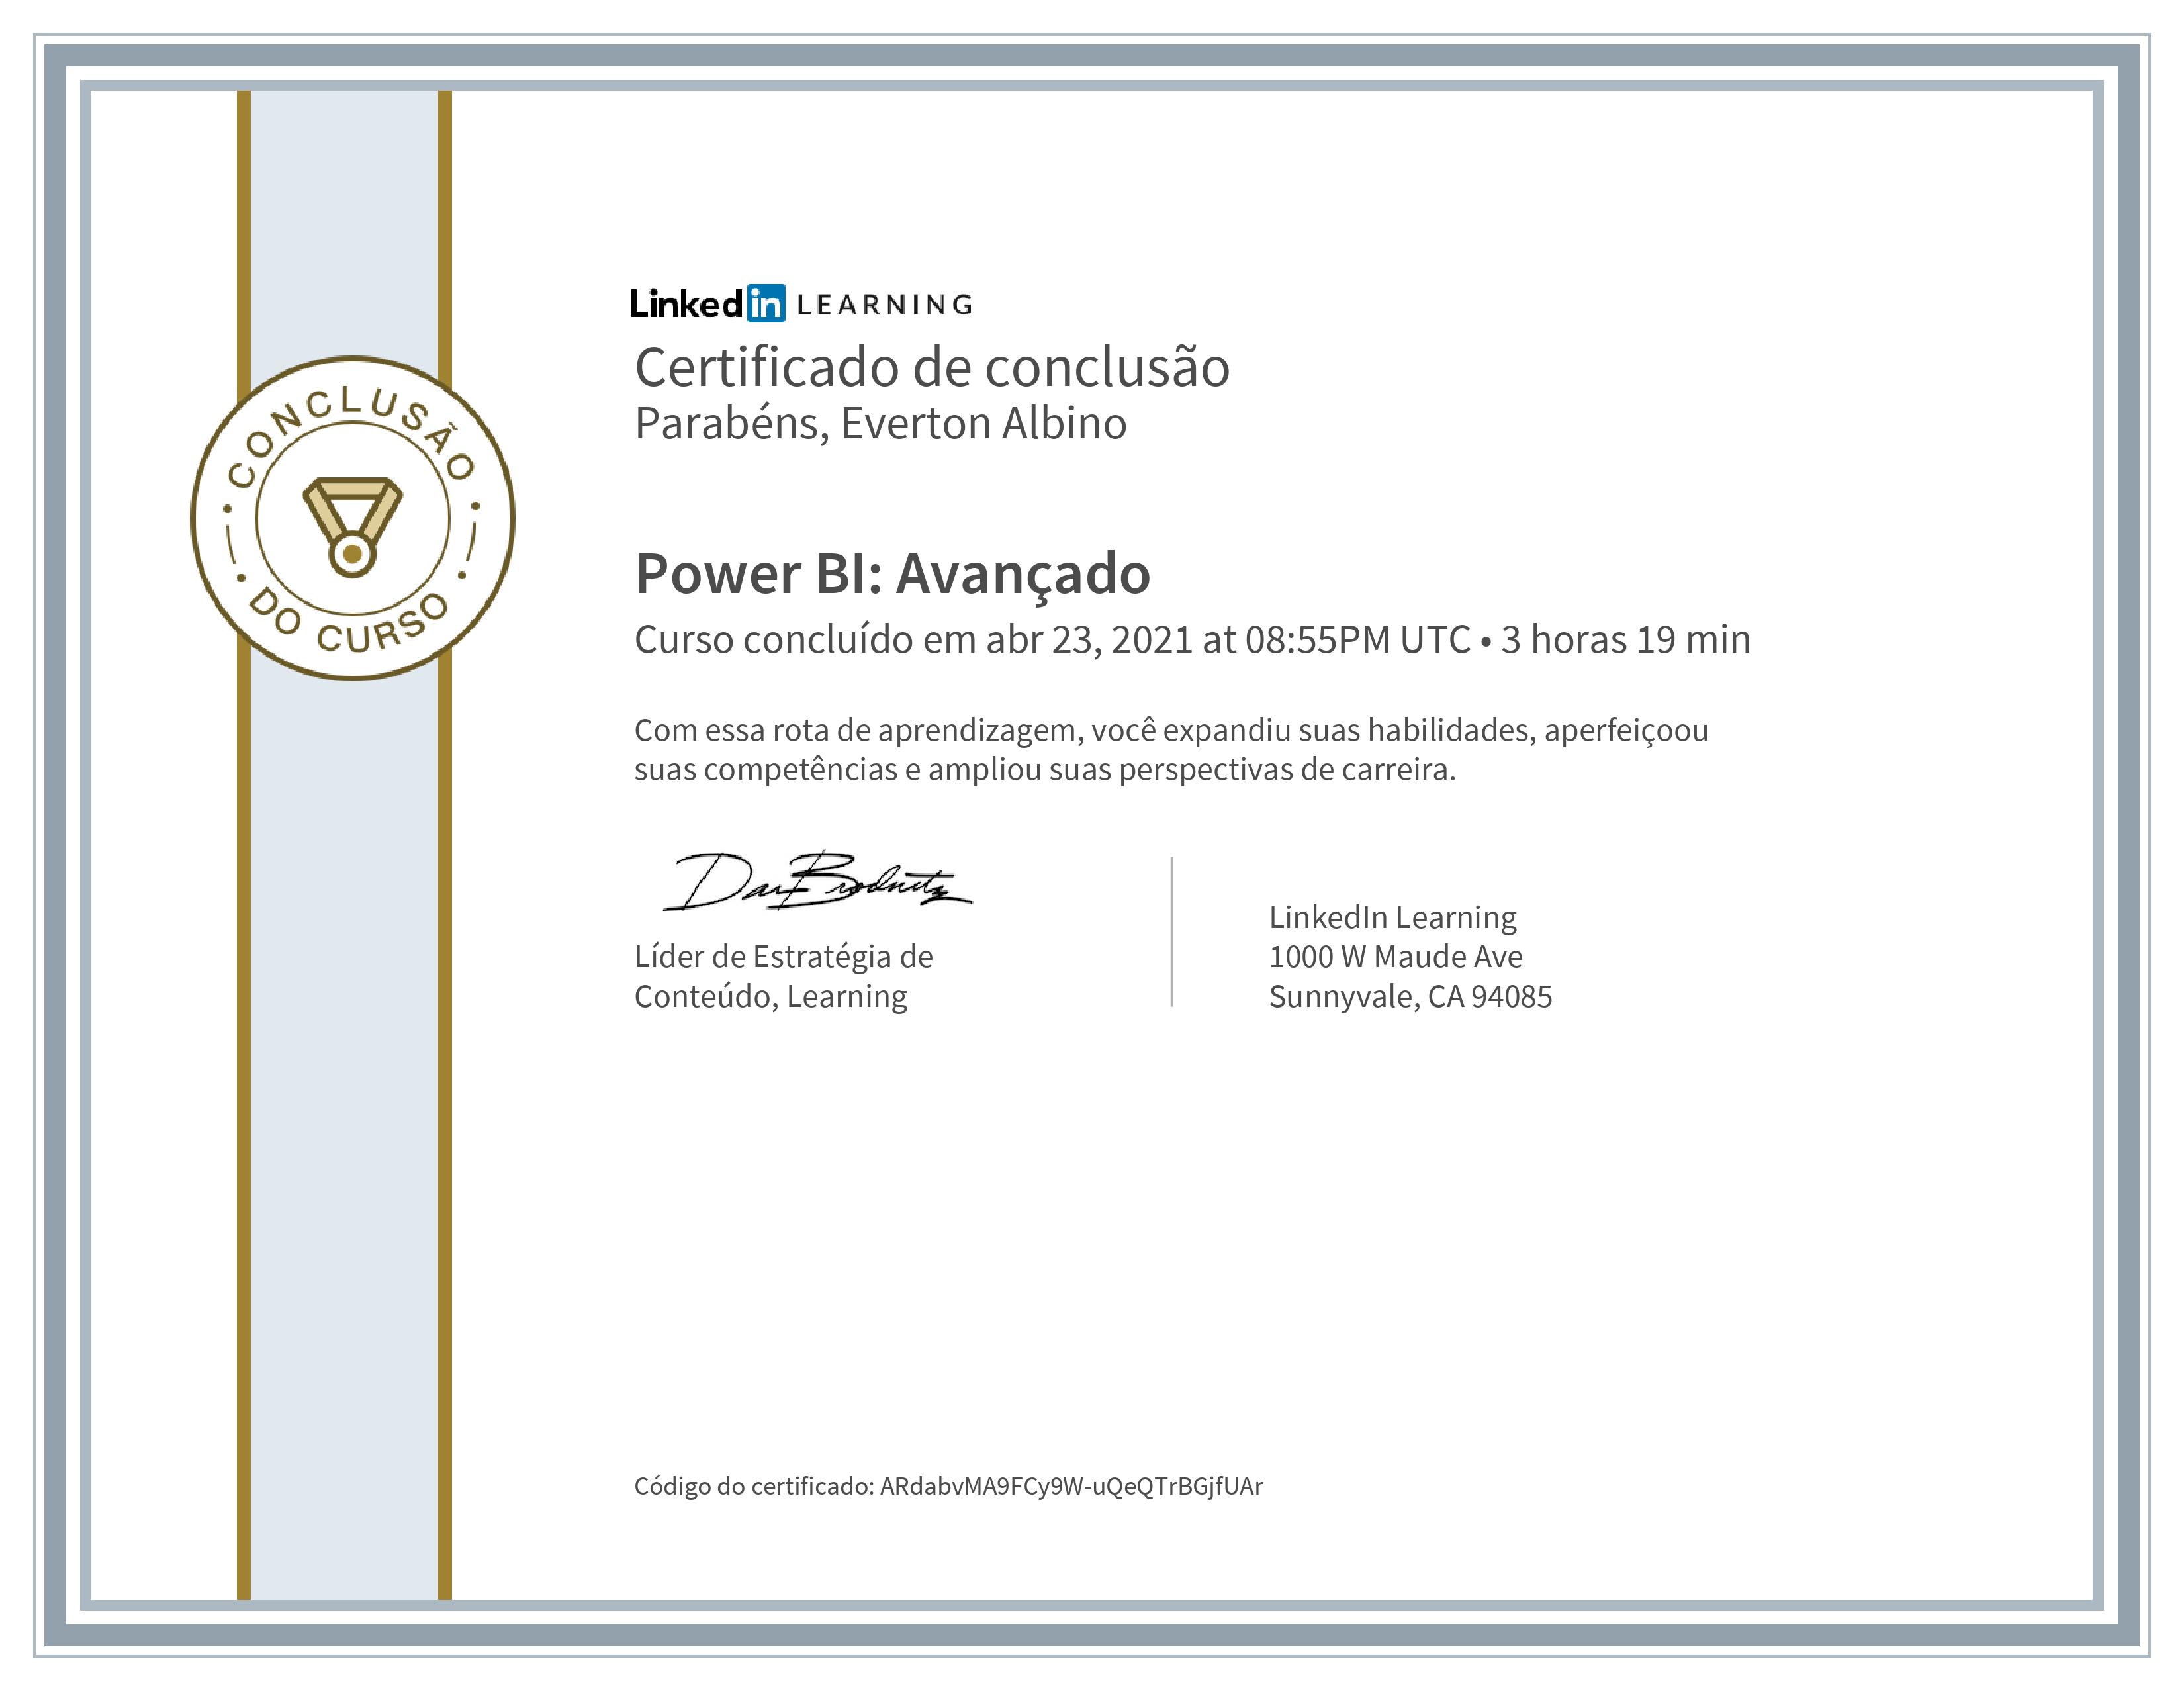 LinkedIn LEARNING
Certificado de conclusão
Parabéns, Everton Albino
CONCLUSÃO
DO CURSO
Power BI: Avançado
Curso concluído em abr 23, 2021 at 08:55PM UTC • 3 horas 19 min
Com essa rota de aprendizagem, você expandiu suas habilidades, aperfeiçoou
suas competências e ampliou suas perspectivas de carreira.
Dan Brodnitz
Líder de Estratégia de
Conteúdo, Learning
LinkedIn Learning
1000 W Maude Ave
Sunnyvale, CA 94085
Código do certificado: ARdabvMA9FCy9W-uQeQTrBGjfUAr